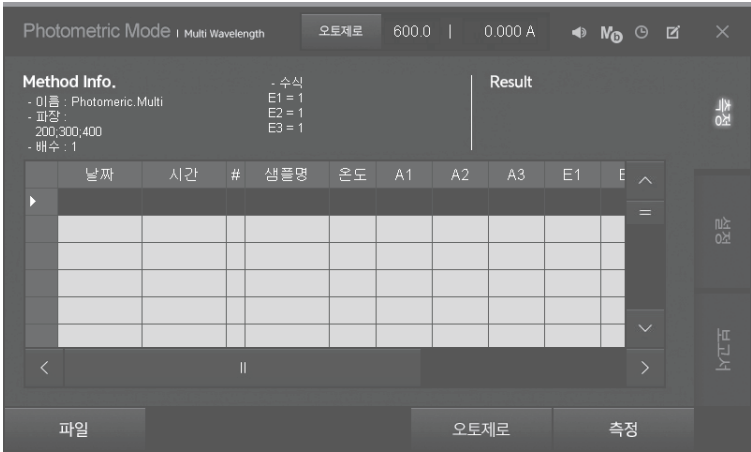 Photometric Mode | Multi Wavelength 오토제로 600.0 | 0.000 A
Method Info.
- 이름 : Photomeric.Multi
- 파장 :
200;300;400
- 배수 : 1
- 수식
E1 = 1
E2 = 1
E3 = 1
Result
측정
설정
보고서
날짜 시간 # 샘플명 온도 A1 A2 A3 E1
파일 오토제로 측정